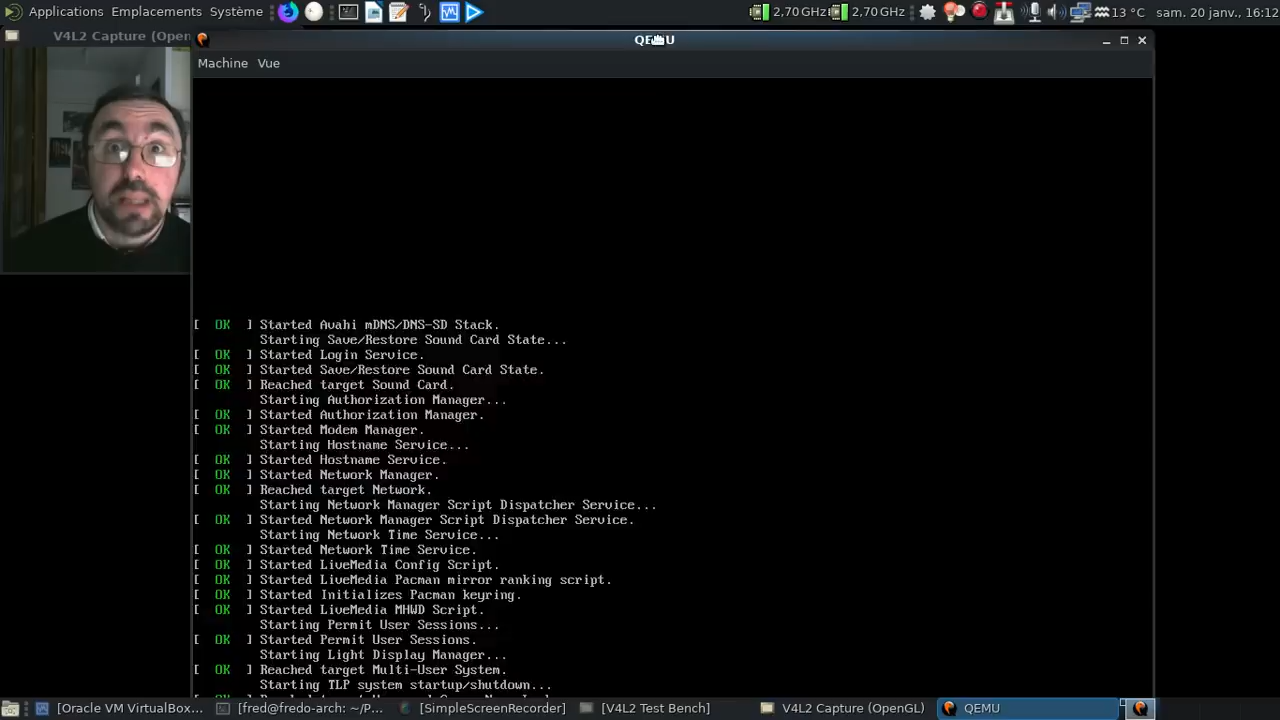 Applications Emplacements Système
2,70 GHz 2,70 GHz 13 °C sam. 20 janv., 16:12
V4L2 Capture (Open
QEMU
Machine Vue
[ OK ] Started Avahi mDNS/DNS-SD Stack.
Starting Save/Restore Sound Card State...
[ OK ] Started Login Service.
[ OK ] Started Save/Restore Sound Card State.
[ OK ] Reached target Sound Card.
Starting Authorization Manager...
[ OK ] Started Authorization Manager.
[ OK ] Started Modem Manager.
Starting Hostname Service...
[ OK ] Started Hostname Service.
[ OK ] Started Network Manager.
[ OK ] Reached target Network.
Starting Network Manager Script Dispatcher Service...
[ OK ] Started Network Manager Script Dispatcher Service.
Starting Network Time Service...
[ OK ] Started Network Time Service.
[ OK ] Started LiveMedia Config Script.
[ OK ] Started LiveMedia Pacman mirror ranking script.
[ OK ] Started Initializes Pacman keyring.
[ OK ] Started LiveMedia MHWD Script.
Starting Permit User Sessions...
[ OK ] Started Permit User Sessions.
Starting Light Display Manager...
[ OK ] Reached target Multi-User System.
Starting TLP system startup/shutdown...
[Oracle VM VirtualBox... [fred@fredo-arch: ~/P... [SimpleScreenRecorder] [V4L2 Test Bench] V4L2 Capture (OpenGL) QEMU